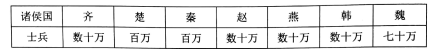 诸侯国 齐 楚 秦 赵 燕 韩 魏
士兵 数十万 百万 百万 数十万 数十万 数十万 七十万